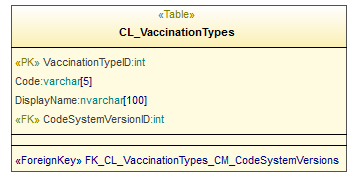 «Table»
CL_VaccinationTypes
«PK» VaccinationTypeID:int
Code:varchar[5]
DisplayName:nvarchar[100]
«FK» CodeSystemVersionID:int
«ForeignKey» FK_CL_VaccinationTypes_CM_CodeSystemVersions